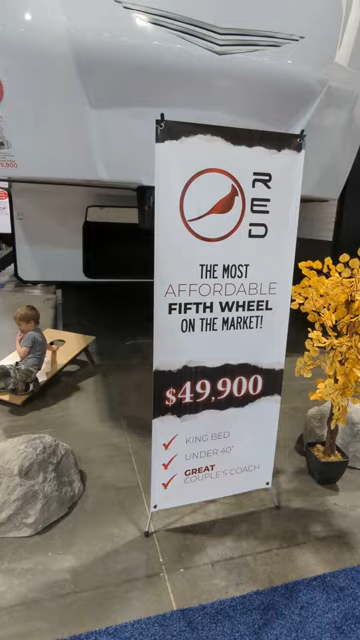 RED
THE MOST
AFFORDABLE
FIFTH WHEEL
ON THE MARKET!
$49,900
KING BED
UNDER 40'
GREAT
COUPLE'S COACH